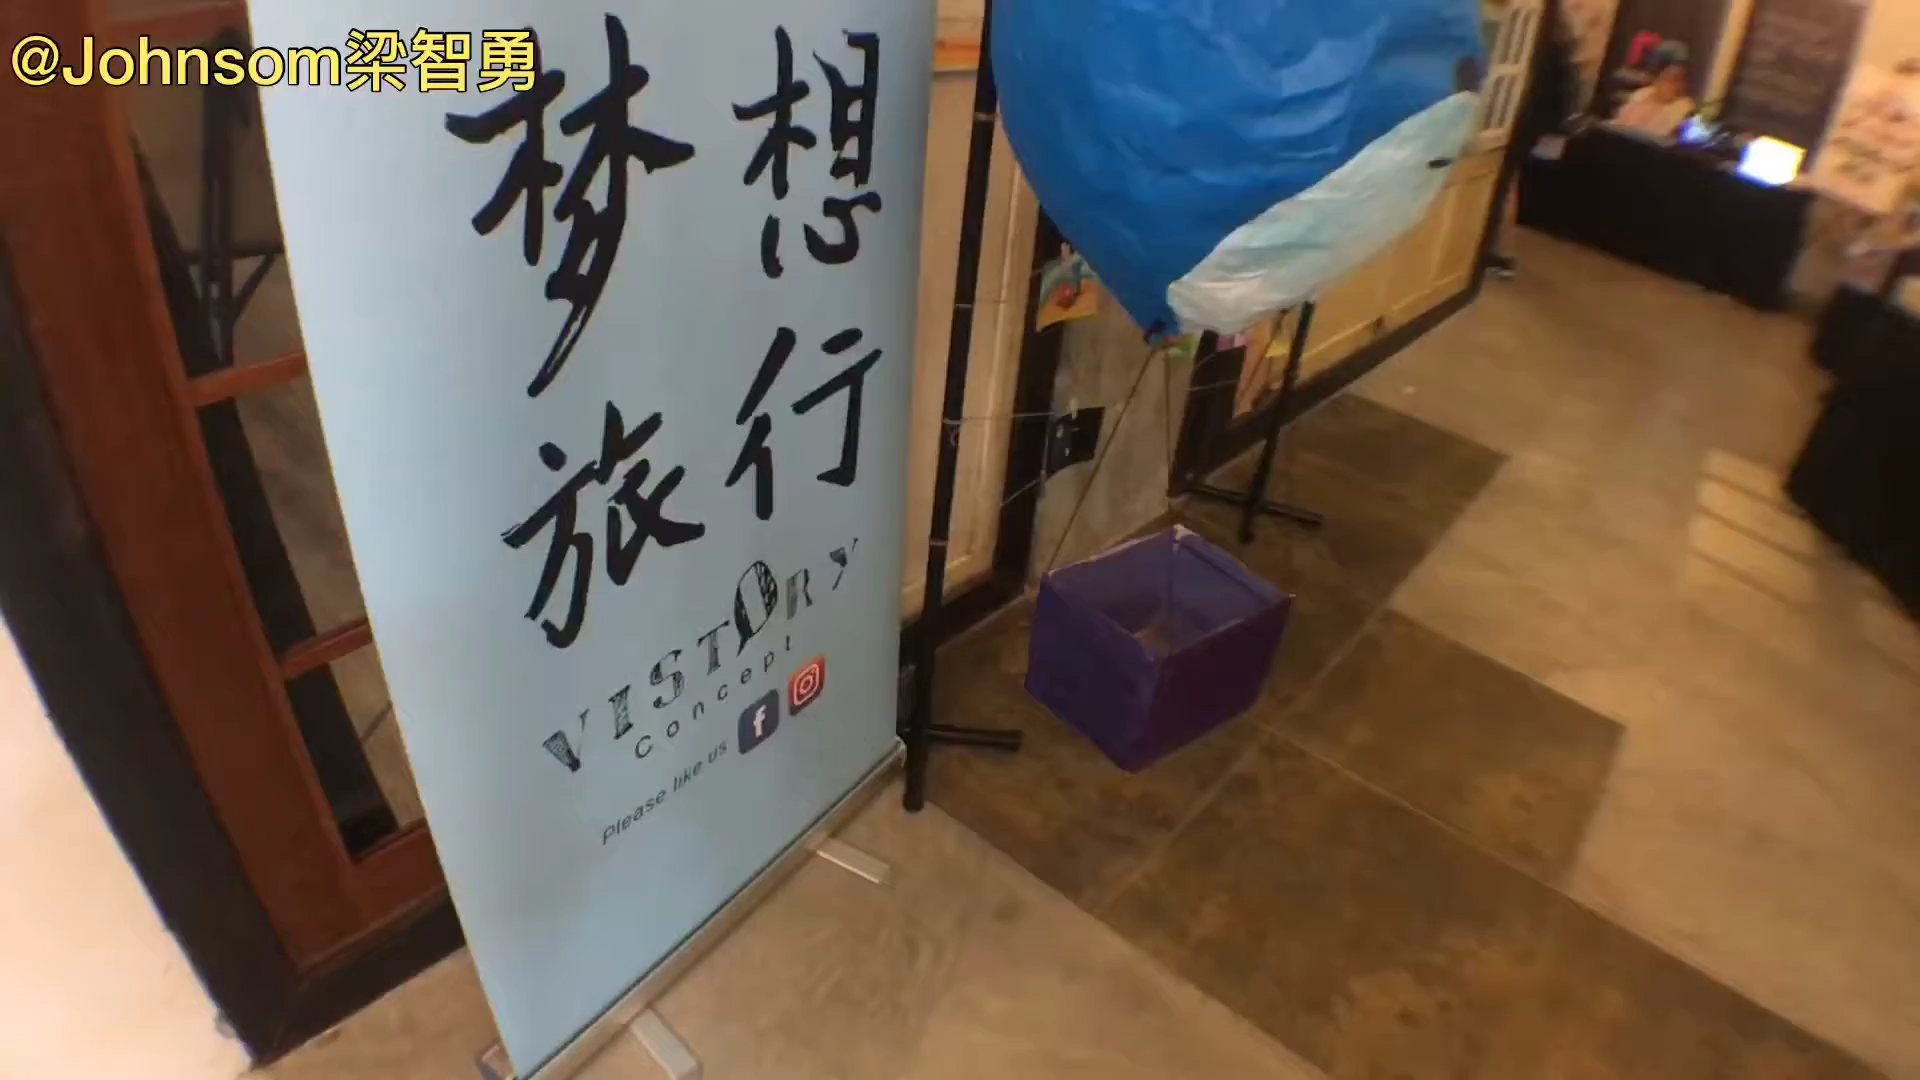 @Johnsom梁智勇
梦想
旅行
VISTORY
Concept
please like us